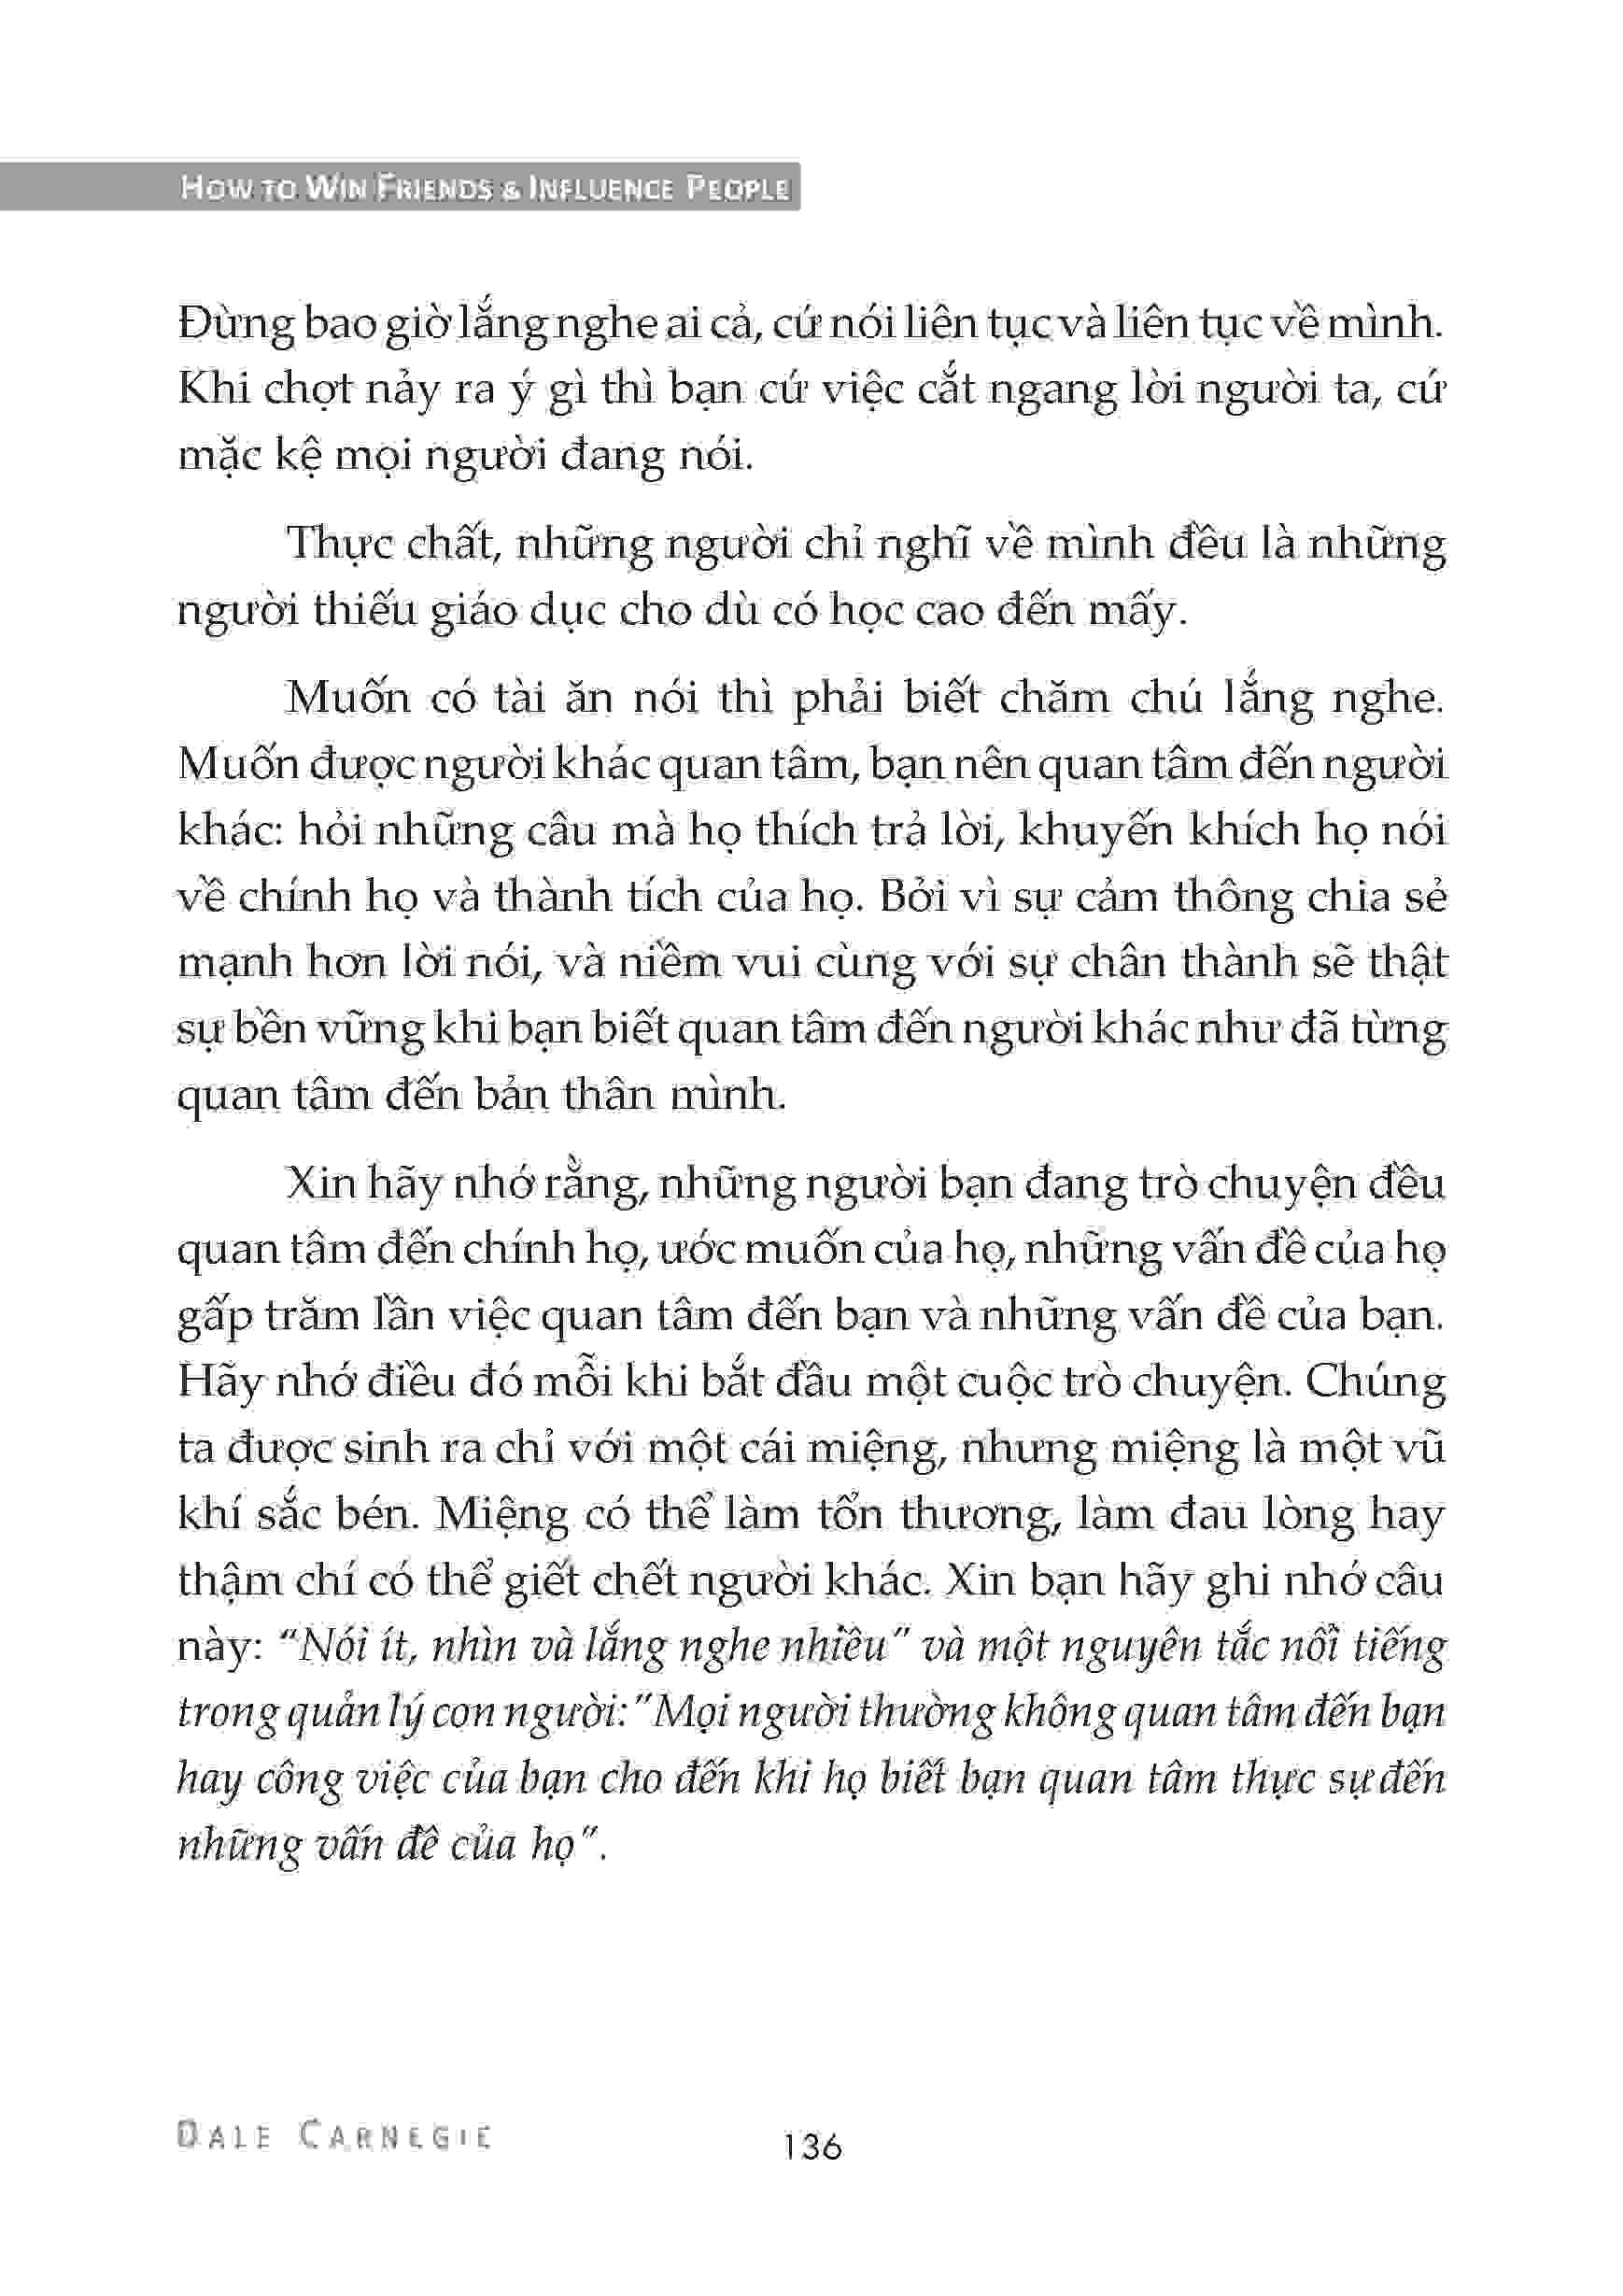 HOW TO WIN FRIENDS & INFLUENCE PEOPLE
Đừng bao giờ lắng nghe ai cả, cứ nói liên tục và liên tục về mình.
Khi chợt nảy ra ý gì thì bạn cứ việc cắt ngang lời người ta, cứ
mặc kệ mọi người đang nói.
Thực chất, những người chỉ nghĩ về mình đều là những
người thiếu giáo dục cho dù có học cao đến mấy.
Muốn có tài ăn nói thì phải biết chăm chú lắng nghe.
Muốn được người khác quan tâm, bạn nên quan tâm đến người
khác: hỏi những câu mà họ thích trả lời, khuyến khích họ nói
về chính họ và thành tích của họ. Bởi vì sự cảm thông chia sẻ
mạnh hơn lời nói, và niềm vui cùng với sự chân thành sẽ thật
sự bền vững khi bạn biết quan tâm đến người khác như đã từng
quan tâm đến bản thân mình.
Xin hãy nhớ rằng, những người bạn đang trò chuyện đều
quan tâm đến chính họ, ước muốn của họ, những vấn đề của họ
gấp trăm lần việc quan tâm đến bạn và những vấn đề của bạn.
Hãy nhớ điều đó mỗi khi bắt đầu một cuộc trò chuyện. Chúng
ta được sinh ra chỉ với một cái miệng, nhưng miệng là một vũ
khí sắc bén. Miệng có thể làm tổn thương, làm đau lòng hay
thậm chí có thể giết chết người khác. Xin bạn hãy ghi nhớ câu
này: “Nói ít, nhìn và lắng nghe nhiều” và một nguyên tắc nổi tiếng
trong quản lý con người:”Mọi người thường không quan tâm đến bạn
hay công việc của bạn cho đến khi họ biết bạn quan tâm thực sự đến
những vấn đề của họ”.
DALE CARNEGIE
136